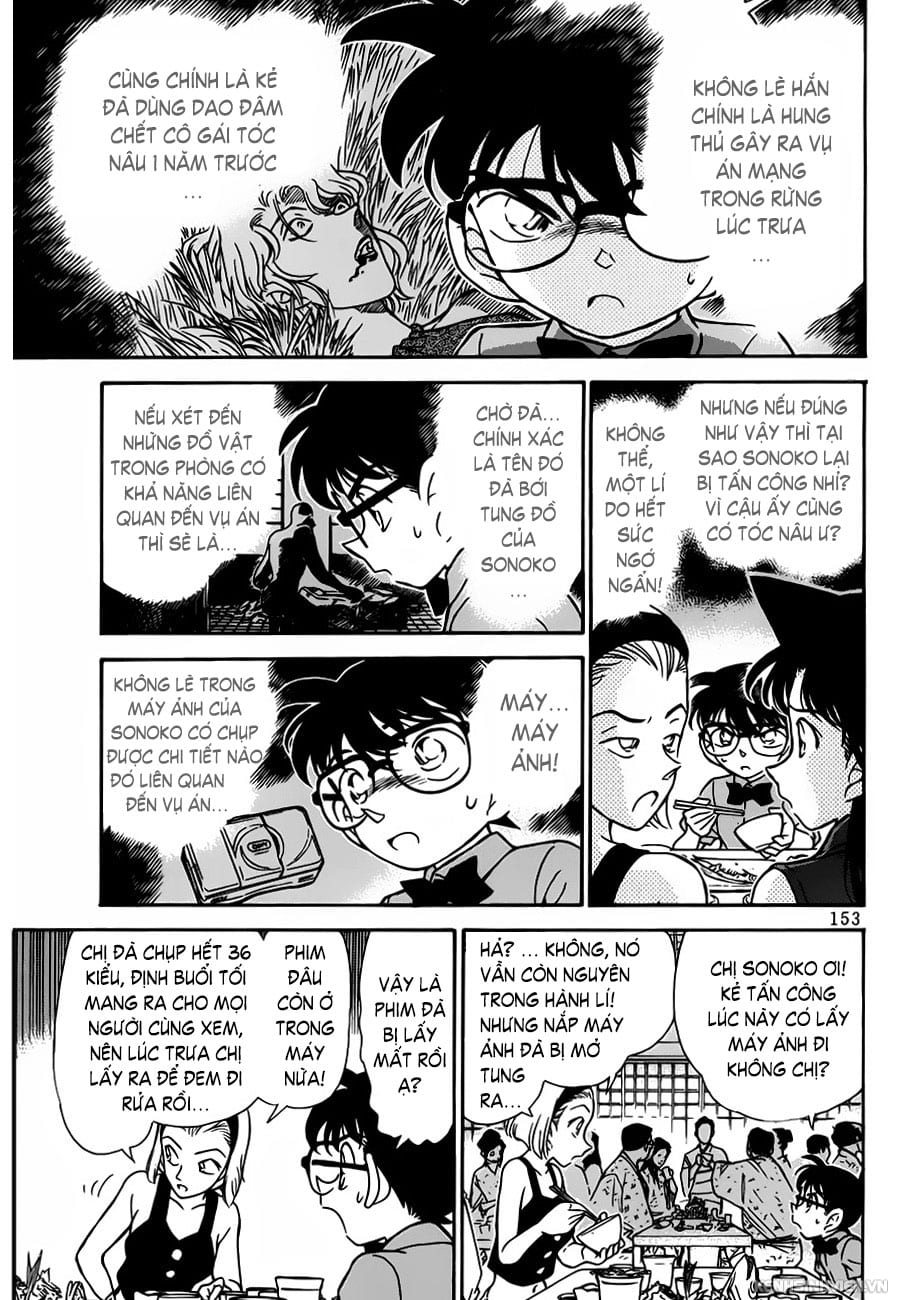 KHÔNG LẼ HẮN
CHÍNH LÀ HUNG
THỦ GÂY RA VỤ
ÁN MẠNG
TRONG RỪNG
LÚC TRƯA
...
CŨNG CHÍNH LÀ KẺ
ĐÃ DÙNG DAO ĐÂM
CHẾT CÔ GÁI TÓC
NÂU 1 NĂM TRƯỚC
...
NHƯNG NẾU ĐÚNG
NHƯ VẬY THÌ TẠI
SAO SONOKO LẠI
BỊ TẤN CÔNG NHỈ?
VÌ CẬU ẤY CŨNG
CÓ TÓC NÂU Ư?
KHÔNG
THỂ,
MỘT LÍ
DO HẾT
SỨC
NGỚ
NGẨN!
CHỜ ĐÃ...
CHÍNH XÁC
LÀ TÊN ĐÓ
ĐÃ BỚI
TUNG ĐỒ
CỦA
SONOKO
...
NẾU XÉT ĐẾN
NHỮNG ĐỒ VẬT
TRONG PHÒNG CÓ
KHẢ NĂNG LIÊN
QUAN ĐẾN VỤ ÁN
THÌ SẼ LÀ...
MÁY...
MÁY
ẢNH!
KHÔNG LẼ TRONG
MÁY ẢNH CỦA
SONOKO CÓ CHỤP
ĐƯỢC CHI TIẾT NÀO
ĐÓ LIÊN QUAN
ĐẾN VỤ ÁN...
153
CHỊ SONOKO ƠI!
KẺ TẤN CÔNG
LÚC NÀY CÓ LẤY
MÁY ẢNH ĐI
KHÔNG CHỊ?
HẢ? ... KHÔNG, NÓ
VẪN CÒN NGUYÊN
TRONG HÀNH LÍ!
NHƯNG NẮP MÁY
ẢNH ĐÃ BỊ MỞ
TUNG
RA...
VẬY LÀ
PHIM ĐÃ
BỊ LẤY
MẤT RỒI
Ạ?
PHIM
ĐÂU
CÒN Ở
TRONG
MÁY
NỮA!
CHỊ ĐÃ CHỤP HẾT 36
KIỂU, ĐỊNH BUỔI TỐI
MANG RA CHO MỌI
NGƯỜI CÙNG XEM,
NÊN LÚC TRƯA CHỊ
LẤY RA ĐỂ ĐEM ĐI
RỬA RỒI...